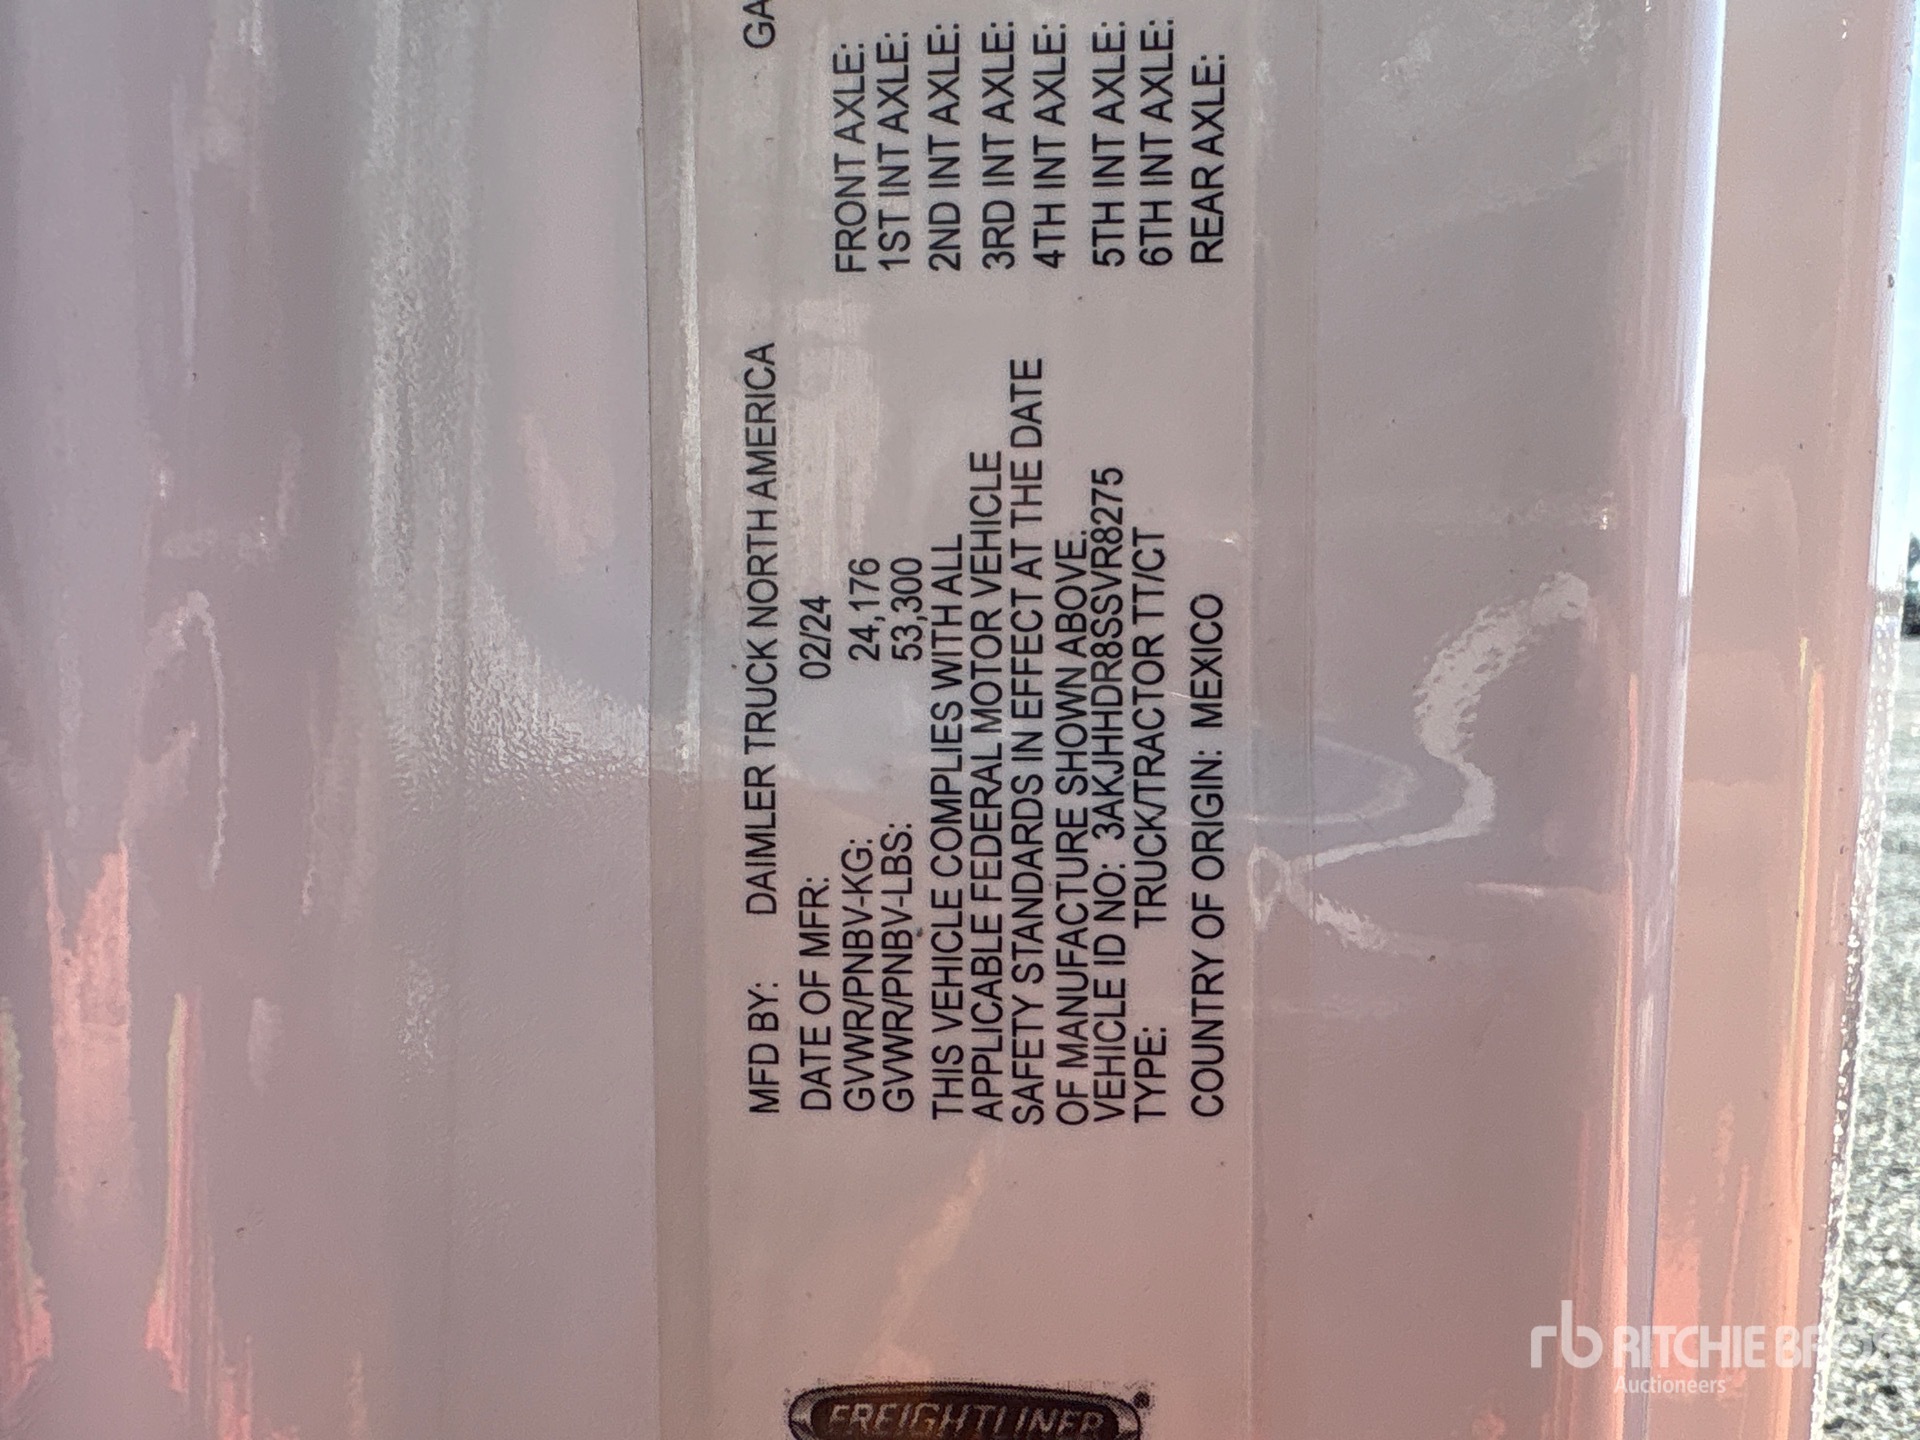 FREIGHTLINER
MFD BY: DAIMLER TRUCK NORTH AMERICA
DATE OF MFR: 02/24
GVWR/PNBV-KG: 24,176
GVWR/PNBV-LBS: 53,300
THIS VEHICLE COMPLIES WITH ALL
APPLICABLE FEDERAL MOTOR VEHICLE
SAFETY STANDARDS IN EFFECT AT THE DATE
OF MANUFACTURE SHOWN ABOVE.
VEHICLE ID NO: 3AKJHHDR8SSVR8275
TYPE: TRUCK/TRACTOR TT/CT
COUNTRY OF ORIGIN: MEXICO
GA
FRONT AXLE:
1ST INT AXLE:
2ND INT AXLE:
3RD INT AXLE:
4TH INT AXLE:
5TH INT AXLE:
6TH INT AXLE:
REAR AXLE:
rb RITCHIE BROS
Auctioneers